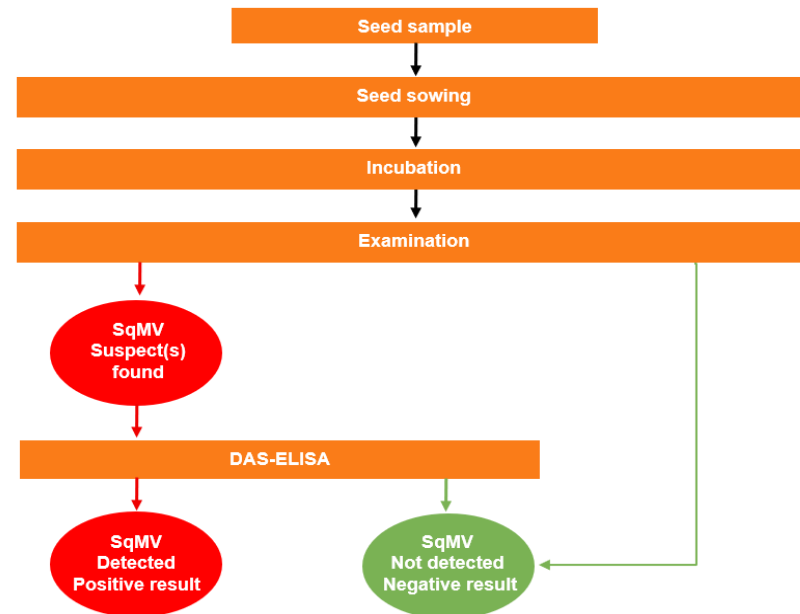 Seed sample
Seed sowing
Incubation
Examination
SqMV
Suspect(s)
found
DAS-ELISA
SqMV
Detected
Positive result
SqMV
Not detected
Negative result